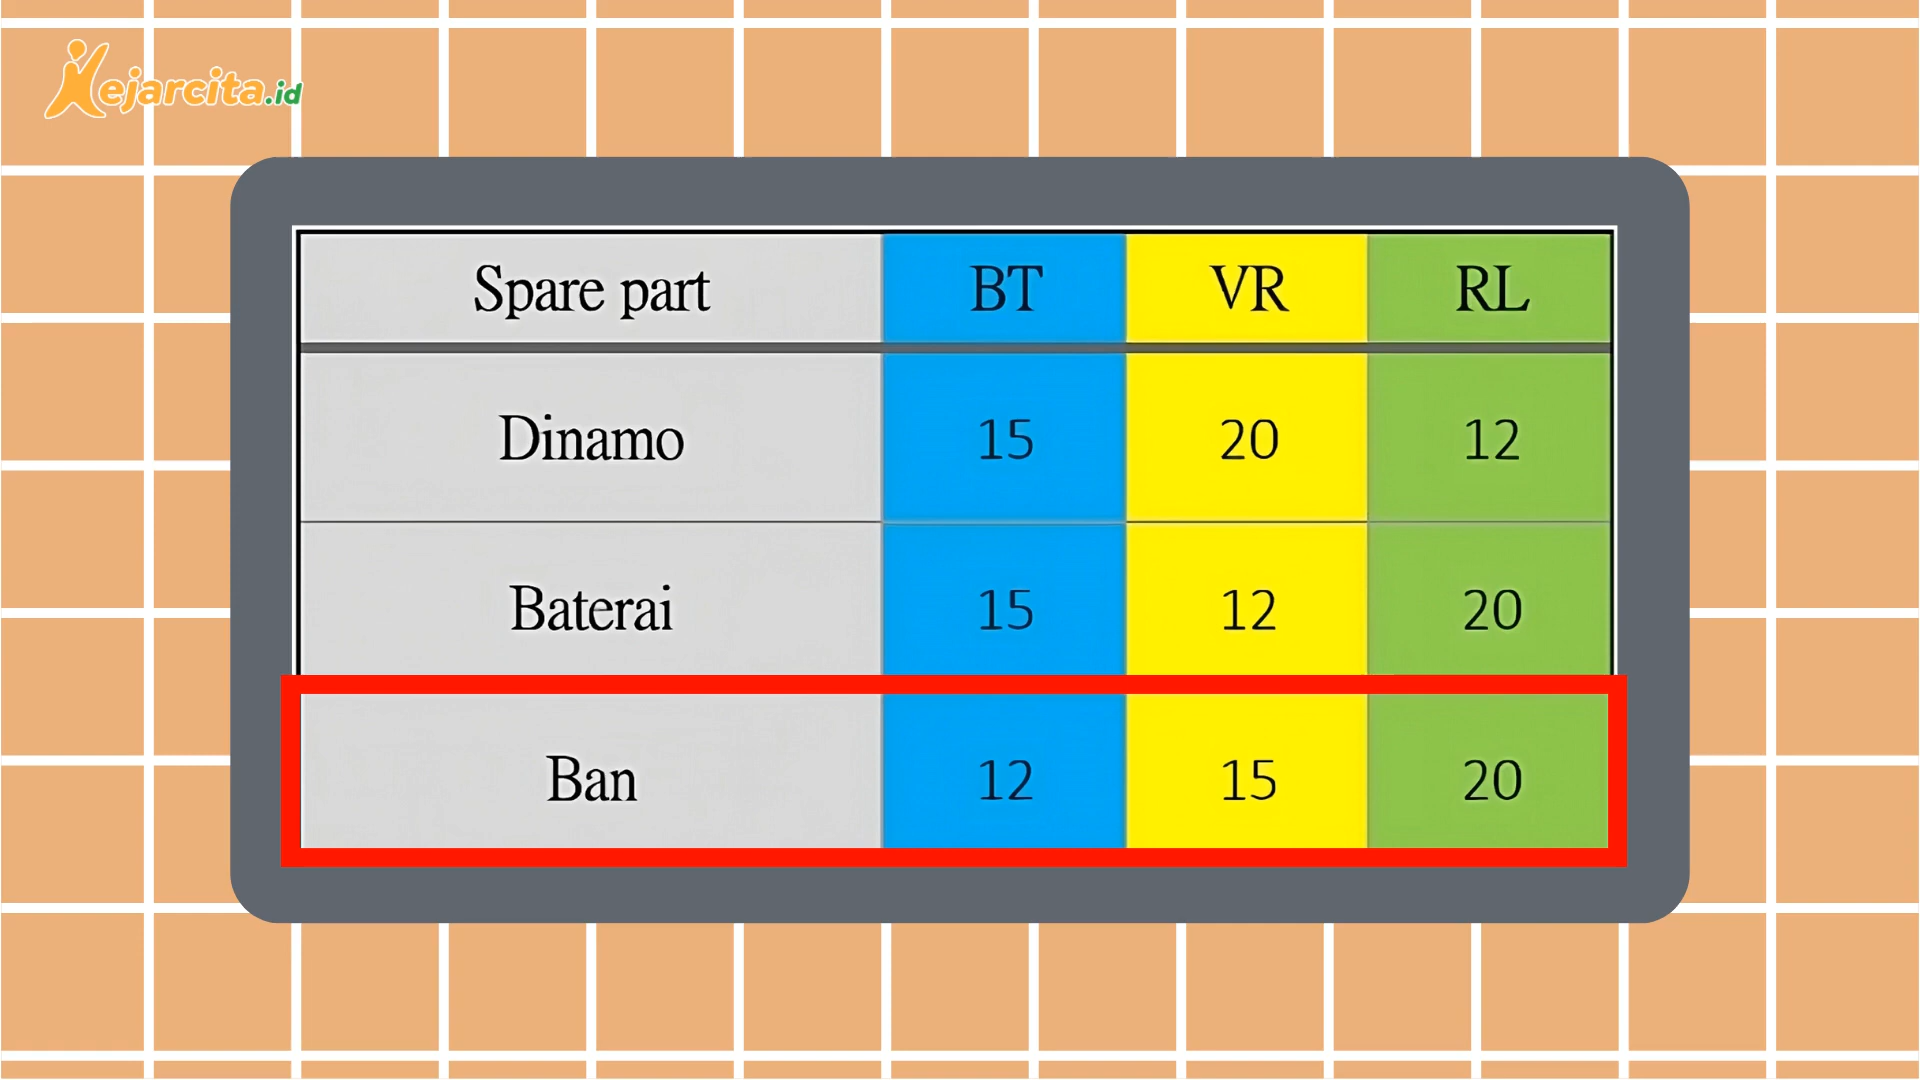 Kejarcita.id
Spare part BT VR RL
Dinamo 15 20 12
Baterai 15 12 20
Ban 12 15 20